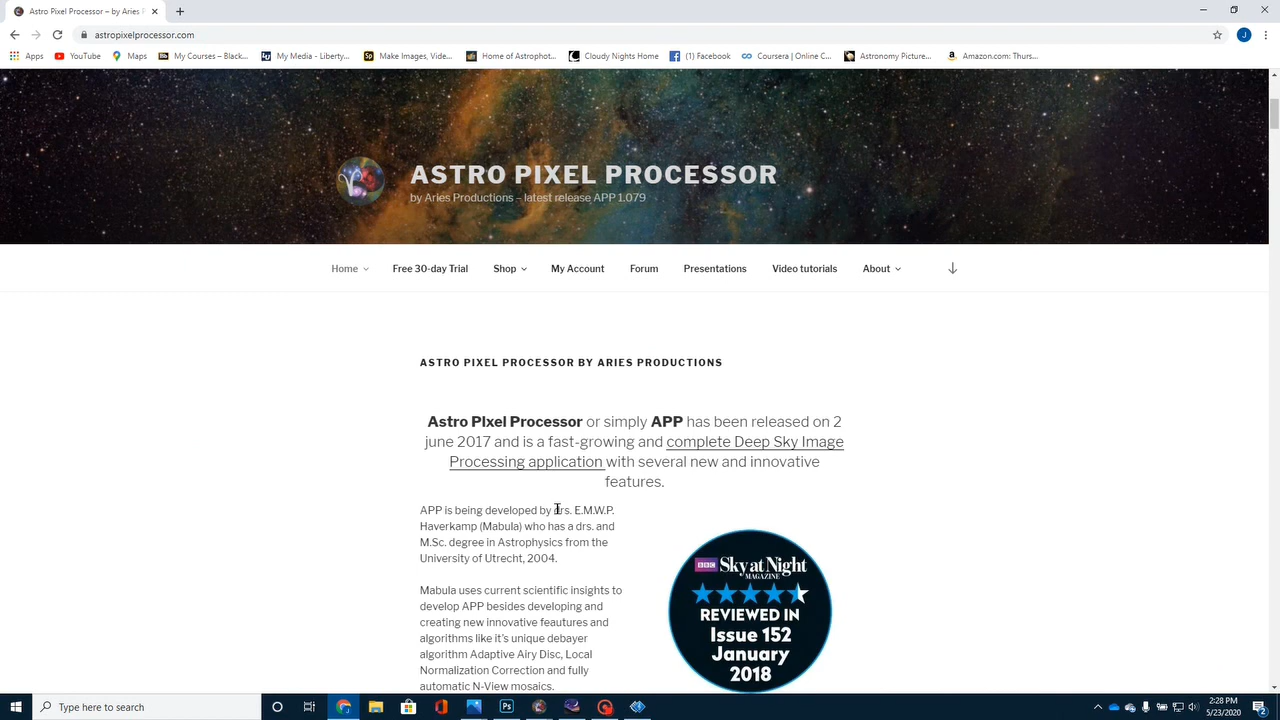 Astro Pixel Processor – by Aries P
astropixelprocessor.com
Apps
YouTube
Maps
My Courses – Black...
My Media - Liberty...
Make Images, Vide...
Home of Astrophot...
Cloudy Nights Home
(1) Facebook
Coursera | Online C...
Astronomy Picture...
Amazon.com: Thurs...
ASTRO PIXEL PROCESSOR
by Aries Productions – latest release APP 1.079
Home
Free 30-day Trial
Shop
My Account
Forum
Presentations
Video tutorials
About
ASTRO PIXEL PROCESSOR BY ARIES PRODUCTIONS
Astro Pixel Processor or simply APP has been released on 2
june 2017 and is a fast-growing and complete Deep Sky Image
Processing application with several new and innovative
features.
APP is being developed by drs. E.M.W.P.
Haverkamp (Mabula) who has a drs. and
M.Sc. degree in Astrophysics from the
University of Utrecht, 2004.
Mabula uses current scientific insights to
develop APP besides developing and
creating new innovative feautures and
algorithms like it's unique debayer
algorithm Adaptive Airy Disc, Local
Normalization Correction and fully
automatic N-View mosaics.
BBC Sky at Night
MAGAZINE
REVIEWED IN
Issue 152
January
2018
Type here to search
2:28 PM
5/23/2020